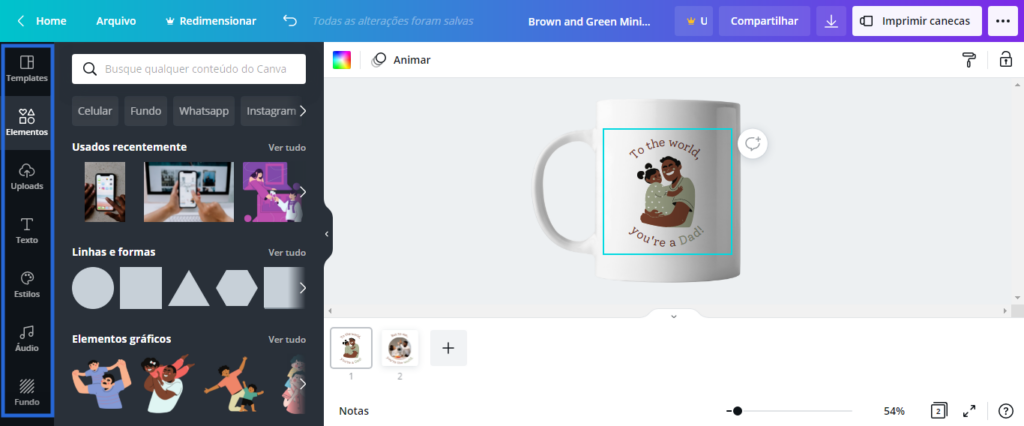 Home
Arquivo
Redimensionar
Todas as alterações foram salvas
Brown and Green Mini...
U
Compartilhar
Imprimir canecas
Templates
Elementos
Uploads
Texto
Estilos
Áudio
Fundo
Busque qualquer conteúdo do Canva
Celular
Fundo
Whatsapp
Instagram
Usados recentemente
Ver tudo
Linhas e formas
Ver tudo
Elementos gráficos
Ver tudo
Animar
To the world,
you're a Dad!
1
2
Notas
54%
2
?